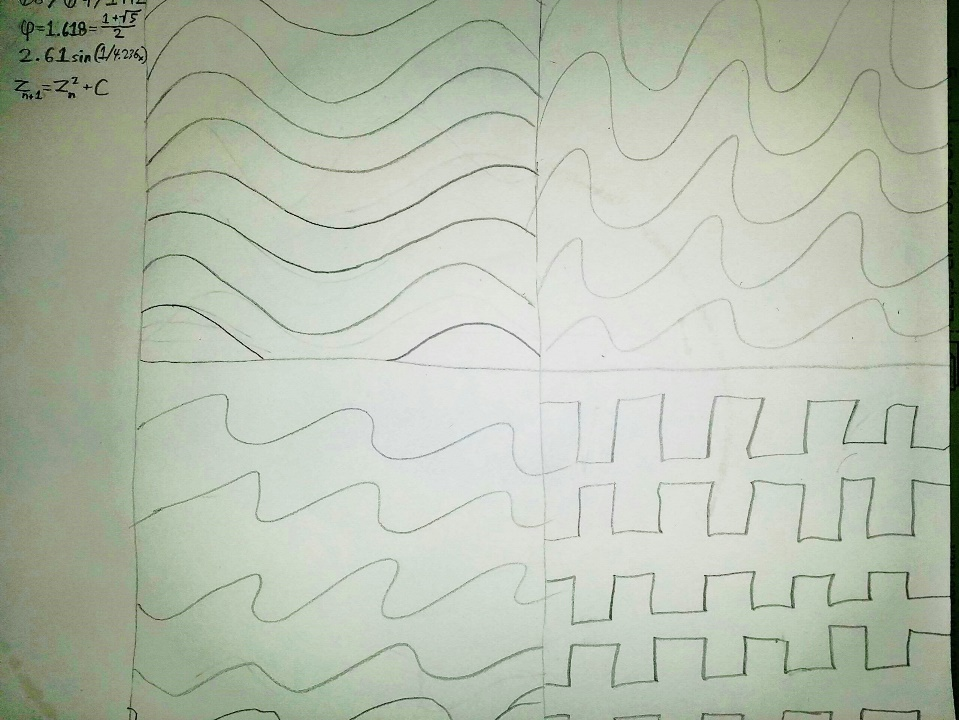 φ=1.618=(1+√5)/2
2.61sin(1/4.236x)
Zₙ₊₁=Zₙ²+C